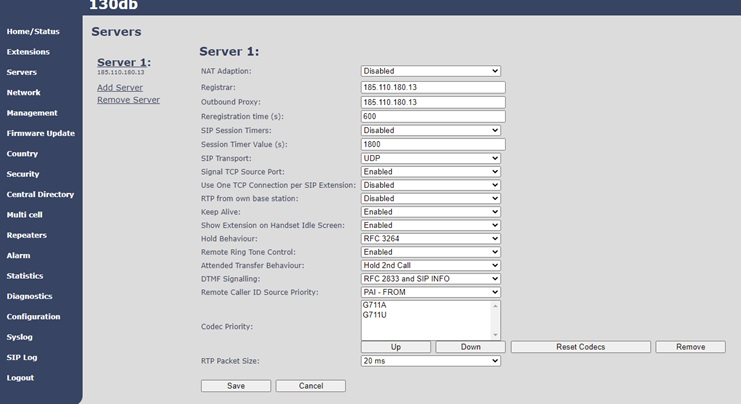 130db
Home/Status
Extensions
Servers
Network
Management
Firmware Update
Country
Security
Central Directory
Multi cell
Repeaters
Alarm
Statistics
Diagnostics
Configuration
Syslog
SIP Log
Logout
Servers
Server 1:
185.110.180.13
Add Server
Remove Server
Server 1:
NAT Adaption: Disabled
Registrar: 185.110.180.13
Outbound Proxy: 185.110.180.13
Reregistration time (s): 600
SIP Session Timers: Disabled
Session Timer Value (s): 1800
SIP Transport: UDP
Signal TCP Source Port: Enabled
Use One TCP Connection per SIP Extension: Disabled
RTP from own base station: Disabled
Keep Alive: Enabled
Show Extension on Handset Idle Screen: Enabled
Hold Behaviour: RFC 3264
Remote Ring Tone Control: Enabled
Attended Transfer Behaviour: Hold 2nd Call
DTMF Signalling: RFC 2833 and SIP INFO
Remote Caller ID Source Priority: PAI - FROM
Codec Priority: G711A
G711U
Up Down Reset Codecs Remove
RTP Packet Size: 20 ms
Save Cancel